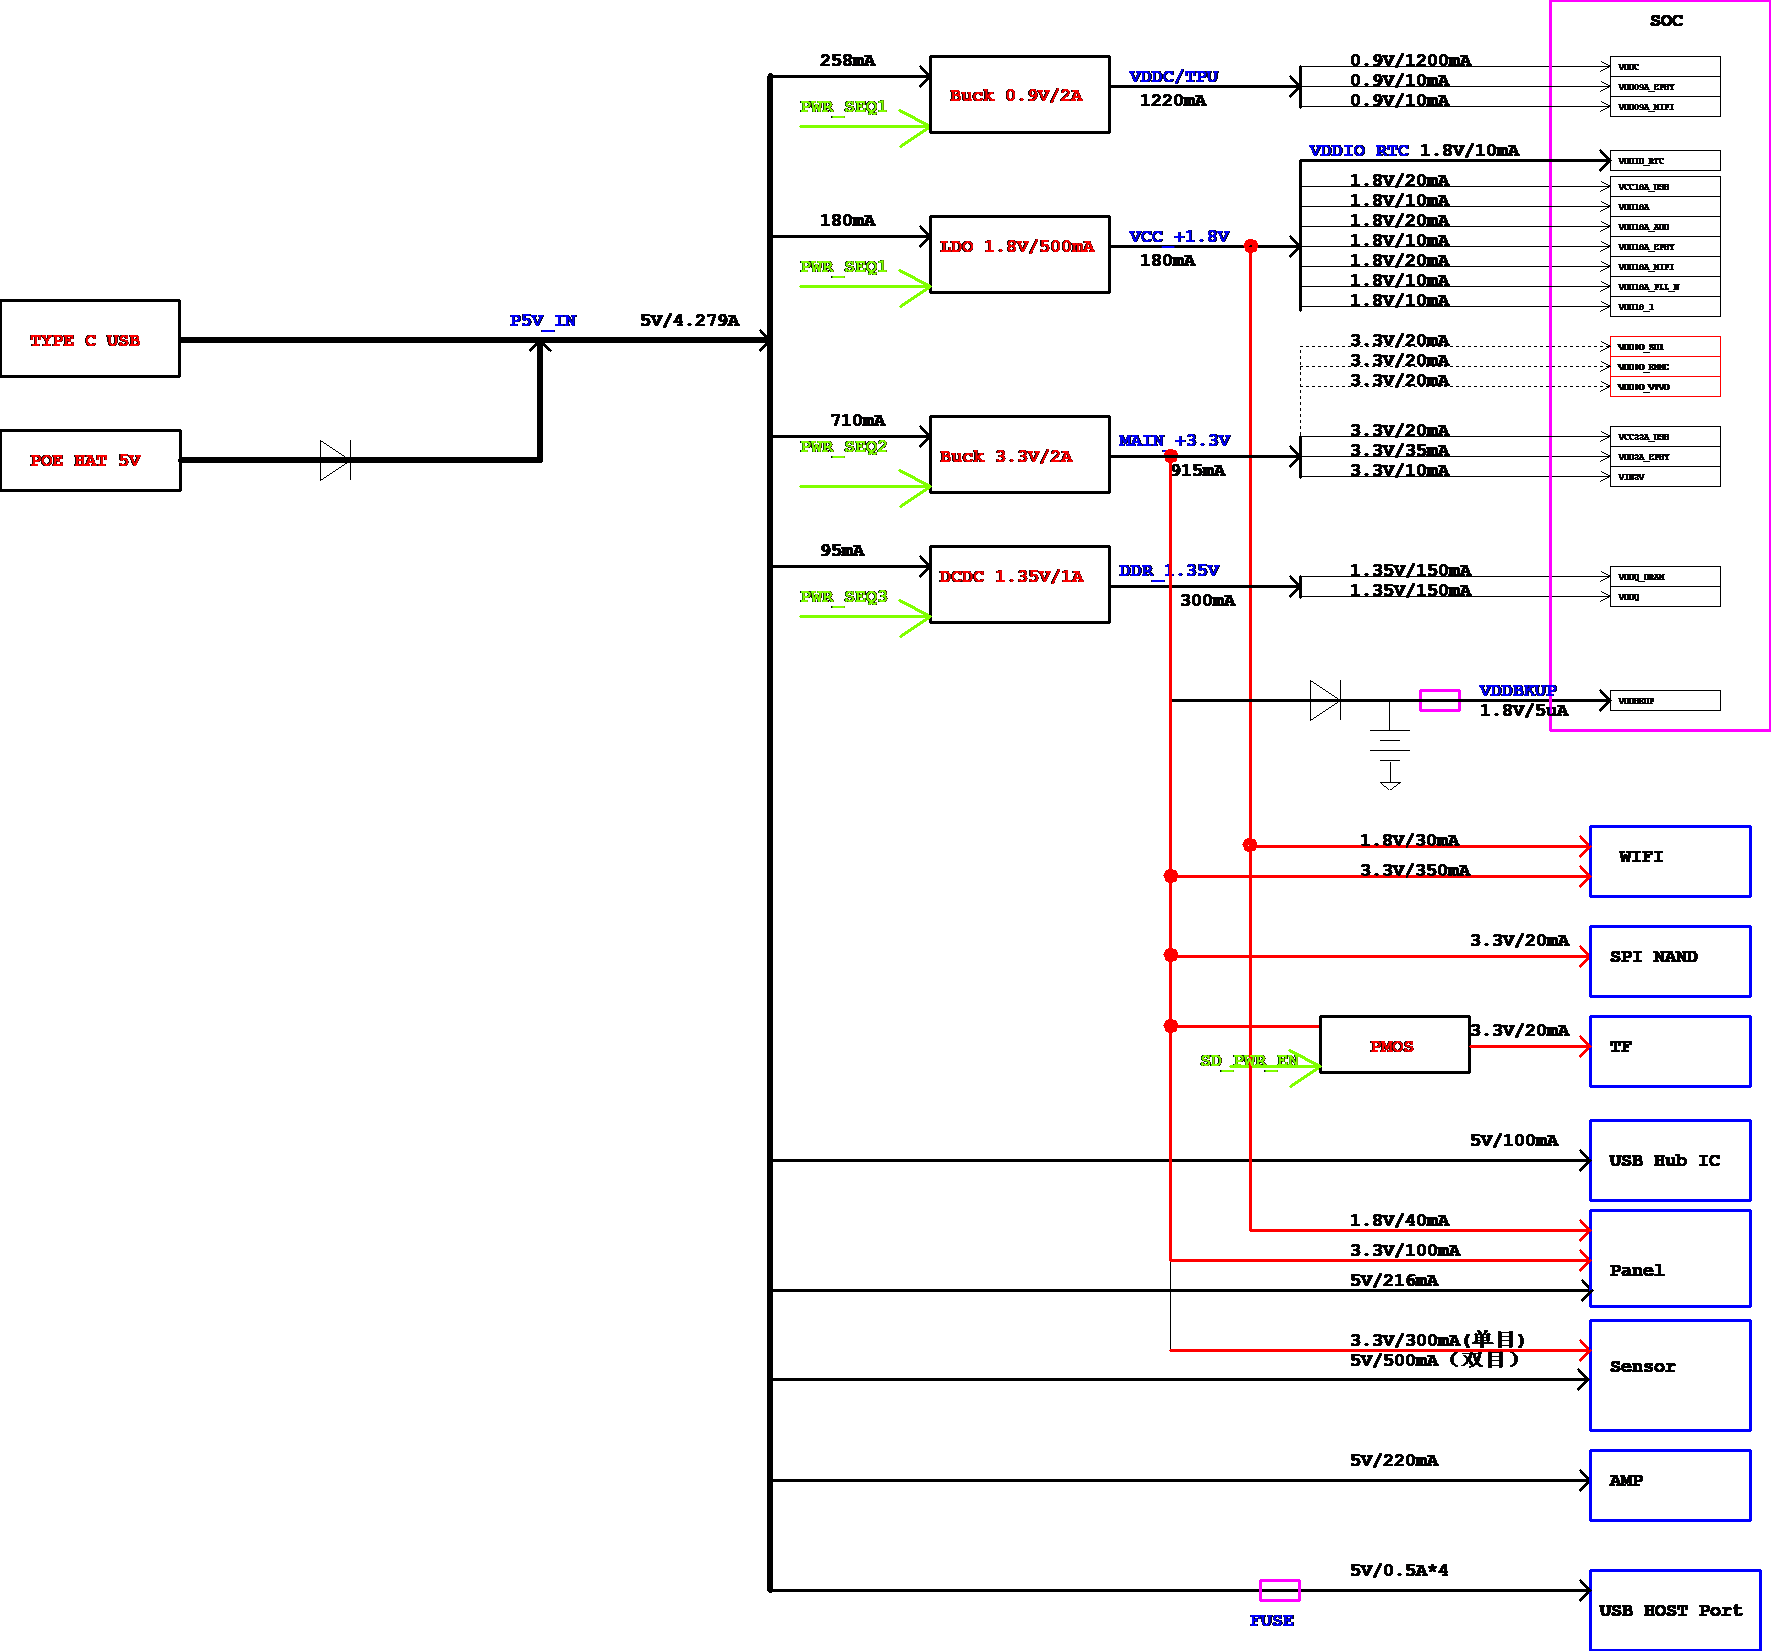 SOC
258mA
PWR_SEQ1
Buck 0.9V/2A
VDDC/TPU
1220mA
0.9V/1200mA
0.9V/10mA
0.9V/10mA
VDDC
VDD09A_EPHY
VDD09A_MIPI
VDDIO_RTC 1.8V/10mA
VDDIO_RTC
180mA
PWR_SEQ1
LDO 1.8V/500mA
VCC_+1.8V
180mA
1.8V/20mA
1.8V/10mA
1.8V/20mA
1.8V/10mA
1.8V/20mA
1.8V/10mA
1.8V/10mA
VCC18A_USB
VDD18A
VDD18A_AUD
VDD18A_EPHY
VDD18A_MIPI
VDD18A_PLL_M
VDD18_1
TYPE C USB
P5V_IN
5V/4.279A
POE HAT 5V
3.3V/20mA
3.3V/20mA
3.3V/20mA
VDDIO_SD1
VDDIO_EMMC
VDDIO_VIVO
710mA
PWR_SEQ2
Buck 3.3V/2A
MAIN_+3.3V
915mA
3.3V/20mA
3.3V/35mA
3.3V/10mA
VCC33A_USB
VDD3A_EPHY
95mA
PWR_SEQ3
DCDC 1.35V/1A
DDR_1.35V
300mA
1.35V/150mA
1.35V/150mA
VDDQ_DRAM
VDDQ
VDDBKUP
1.8V/5uA
VDDBKUP
1.8V/30mA
3.3V/350mA
WIFI
3.3V/20mA
SPI NAND
SD_PWR_EN
PMOS
3.3V/20mA
TF
5V/100mA
USB Hub IC
1.8V/40mA
3.3V/100mA
5V/216mA
Panel
3.3V/300mA(单目)
5V/500mA（双目）
Sensor
5V/220mA
AMP
5V/0.5A*4
FUSE
USB HOST Port